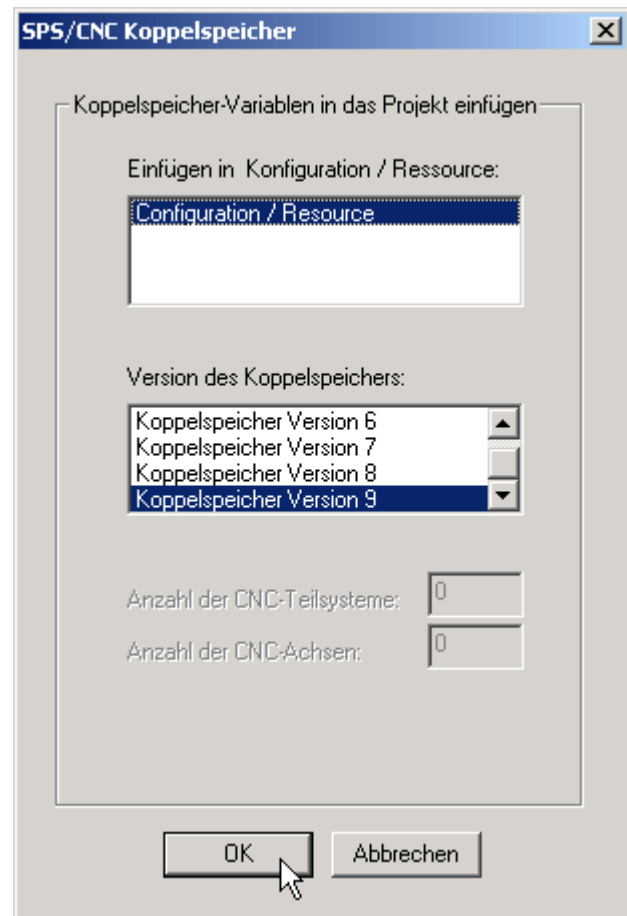 SPS/CNC Koppelspeicher
Koppelspeicher-Variablen in das Projekt einfügen
Einfügen in Konfiguration / Ressource:
Configuration / Resource
Version des Koppelspeichers:
Koppelspeicher Version 6
Koppelspeicher Version 7
Koppelspeicher Version 8
Koppelspeicher Version 9
Anzahl der CNC-Teilsysteme: 0
Anzahl der CNC-Achsen: 0
OK Abbrechen